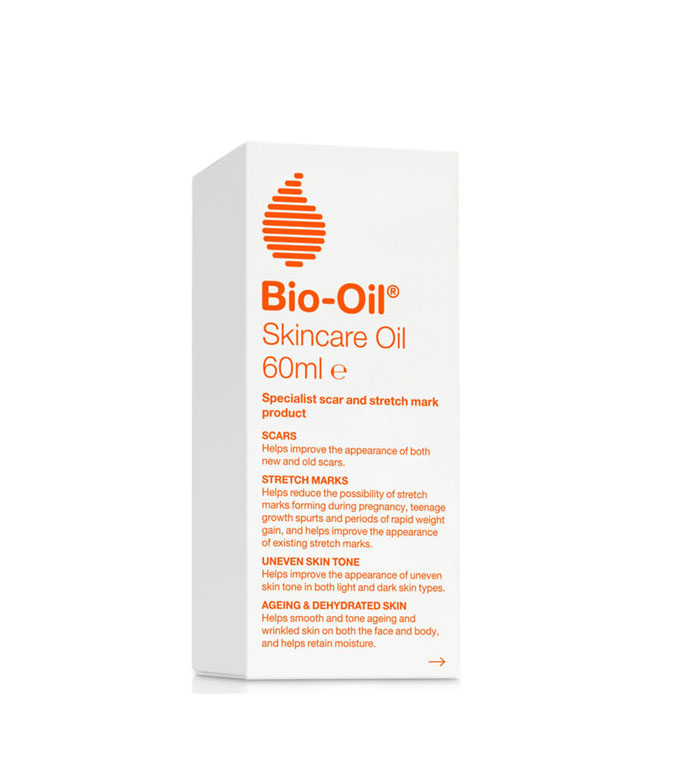 Bio-Oil®
Skincare Oil
60ml ℮
Specialist scar and stretch mark
product
SCARS
Helps improve the appearance of both
new and old scars.
STRETCH MARKS
Helps reduce the possibility of stretch
marks forming during pregnancy, teenage
growth spurts and periods of rapid weight
gain, and helps improve the appearance
of existing stretch marks.
UNEVEN SKIN TONE
Helps improve the appearance of uneven
skin tone in both light and dark skin types.
AGEING & DEHYDRATED SKIN
Helps smooth and tone ageing and
wrinkled skin on both the face and body,
and helps retain moisture.